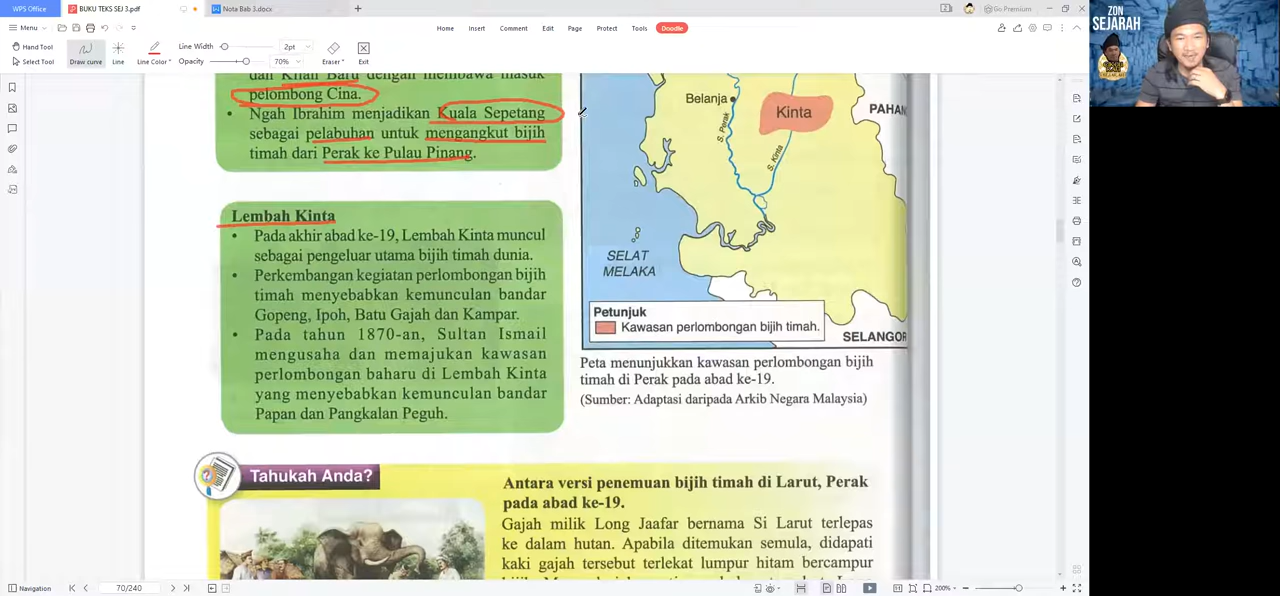 WPS Office
BUKU TEKS SEJ 3.pdf
Nota Bab 3.docx
Go Premium
Menu
Home
Insert
Comment
Edit
Page
Protect
Tools
Doodle
Hand Tool
Select Tool
Draw curve
Line
Line Color
Line Width
2pt
Opacity
70%
Eraser
Exit
ZON
SEJARAH
dan Khan Baru dengan membawa masuk
pelombong Cina.
• Ngah Ibrahim menjadikan Kuala Sepetang
sebagai pelabuhan untuk mengangkut bijih
timah dari Perak ke Pulau Pinang.
Lembah Kinta
• Pada akhir abad ke-19, Lembah Kinta muncul
sebagai pengeluar utama bijih timah dunia.
• Perkembangan kegiatan perlombongan bijih
timah menyebabkan kemunculan bandar
Gopeng, Ipoh, Batu Gajah dan Kampar.
• Pada tahun 1870-an, Sultan Ismail
mengusaha dan memajukan kawasan
perlombongan baharu di Lembah Kinta
yang menyebabkan kemunculan bandar
Papan dan Pangkalan Peguh.
Belanja
S. Perak
Kinta
S. Kinta
PAHAN
SELAT
MELAKA
Petunjuk
Kawasan perlombongan bijih timah.
SELANGOR
Peta menunjukkan kawasan perlombongan bijih
timah di Perak pada abad ke-19.
(Sumber: Adaptasi daripada Arkib Negara Malaysia)
Tahukah Anda?
Antara versi penemuan bijih timah di Larut, Perak
pada abad ke-19.
Gajah milik Long Jaafar bernama Si Larut terlepas
ke dalam hutan. Apabila ditemukan semula, didapati
kaki gajah tersebut terlekat lumpur hitam bercampur
Navigation
70/240
200%